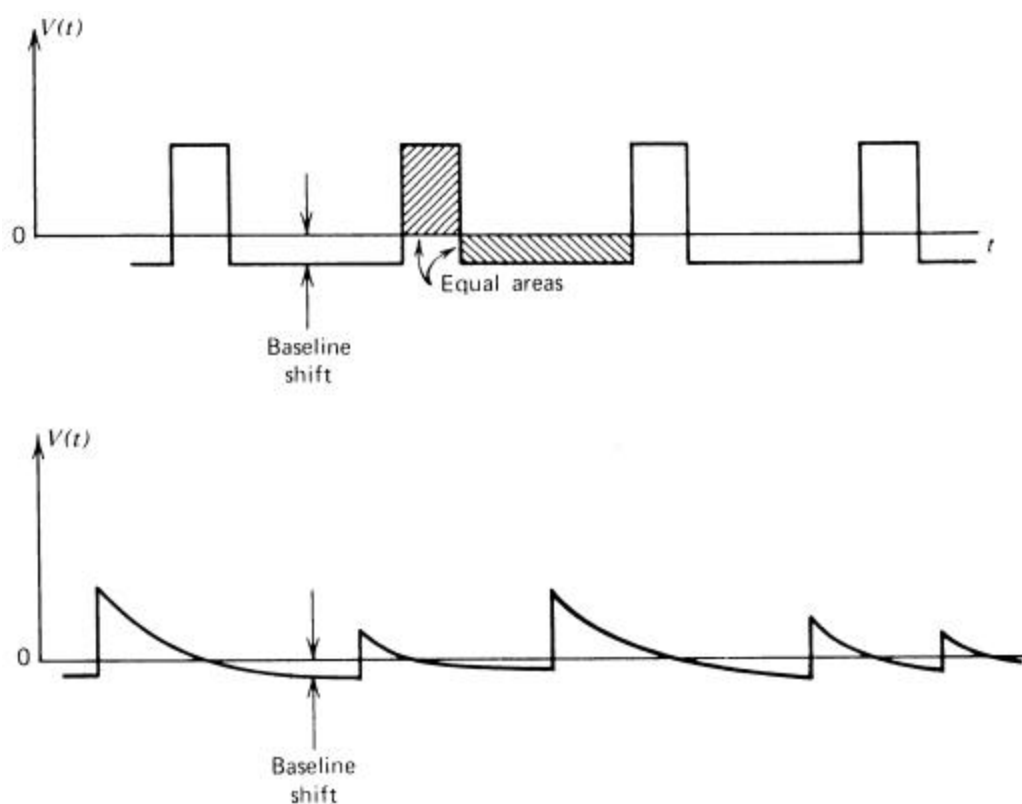 V(t)
0
t
Equal areas
Baseline
shift
V(t)
0
Baseline
shift